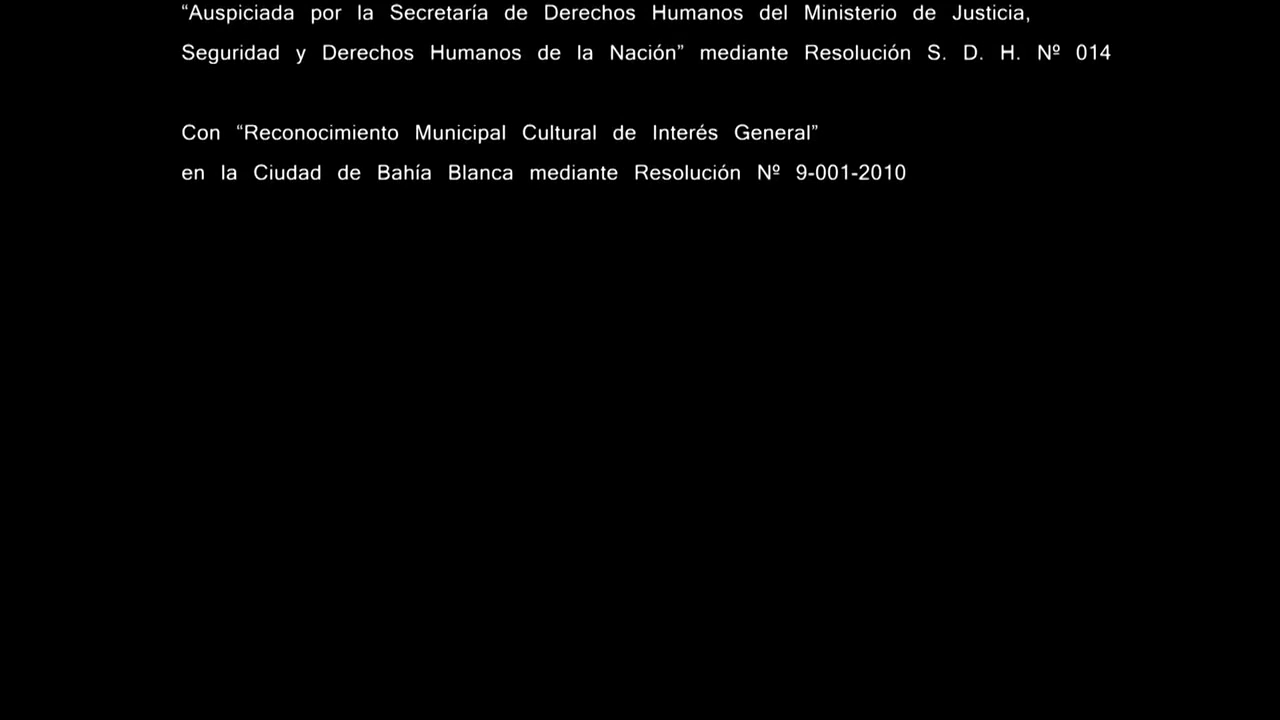 “Auspiciada por la Secretaría de Derechos Humanos del Ministerio de Justicia,
Seguridad y Derechos Humanos de la Nación” mediante Resolución S. D. H. Nº 014
Con “Reconocimiento Municipal Cultural de Interés General”
en la Ciudad de Bahía Blanca mediante Resolución Nº 9-001-2010